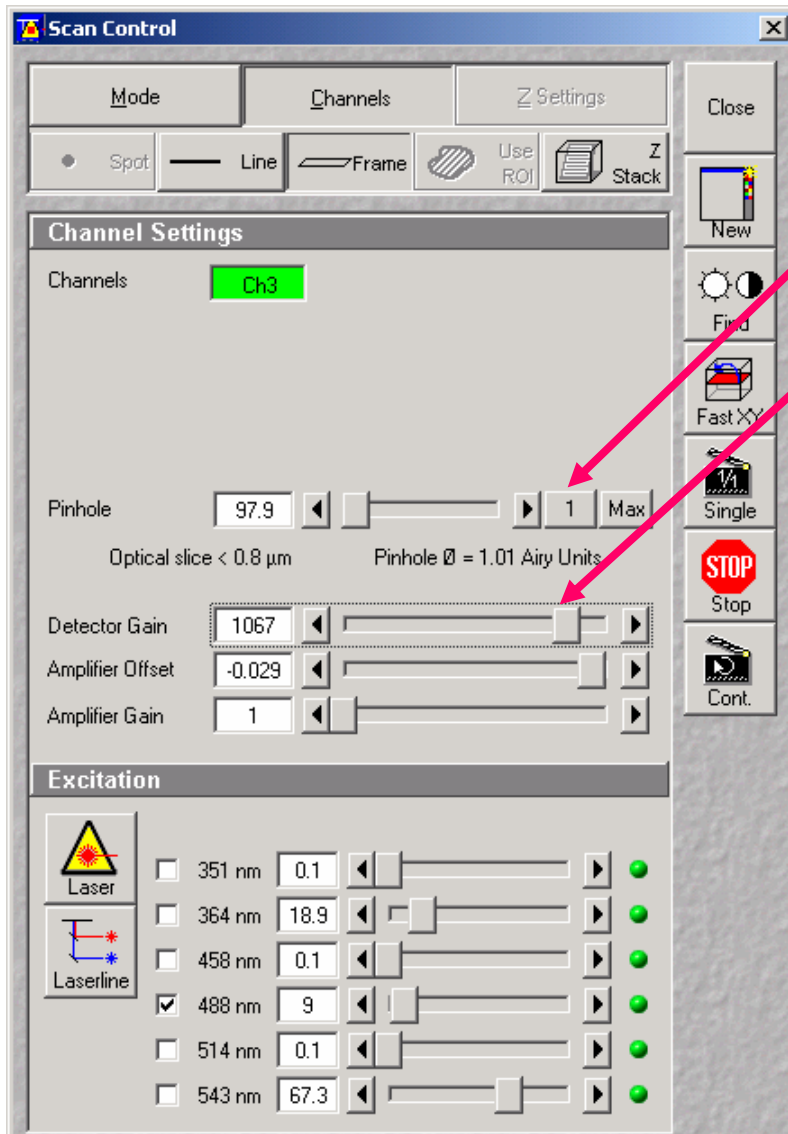 Scan Control
Mode Channels Z Settings Close
Spot Line Frame Use ROI Z Stack
New
Channel Settings
Channels Ch3
Find
Fast XY
Pinhole 97.9 1 Max
1/1 Single
Optical slice < 0.8 µm Pinhole Ø = 1.01 Airy Units
STOP
Stop
Detector Gain 1067
Amplifier Offset -0.029
Amplifier Gain 1
Cont.
Excitation
Laser
351 nm 0.1
364 nm 18.9
458 nm 0.1
Laserline
488 nm 9
514 nm 0.1
543 nm 67.3